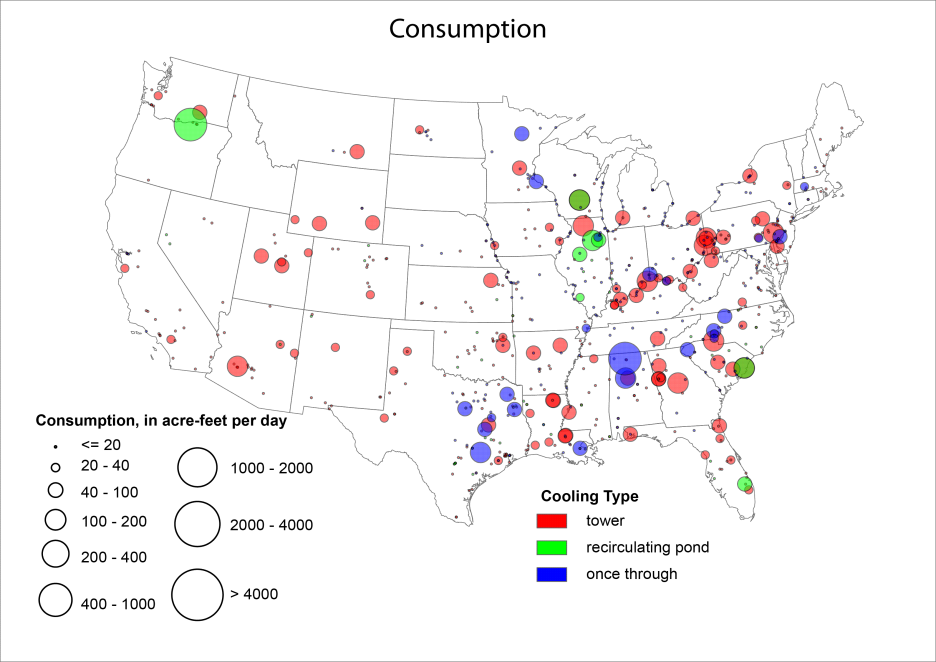 Consumption
Consumption, in acre-feet per day
<= 20
20 - 40
40 - 100
100 - 200
200 - 400
400 - 1000
1000 - 2000
2000 - 4000
> 4000
Cooling Type
tower
recirculating pond
once through